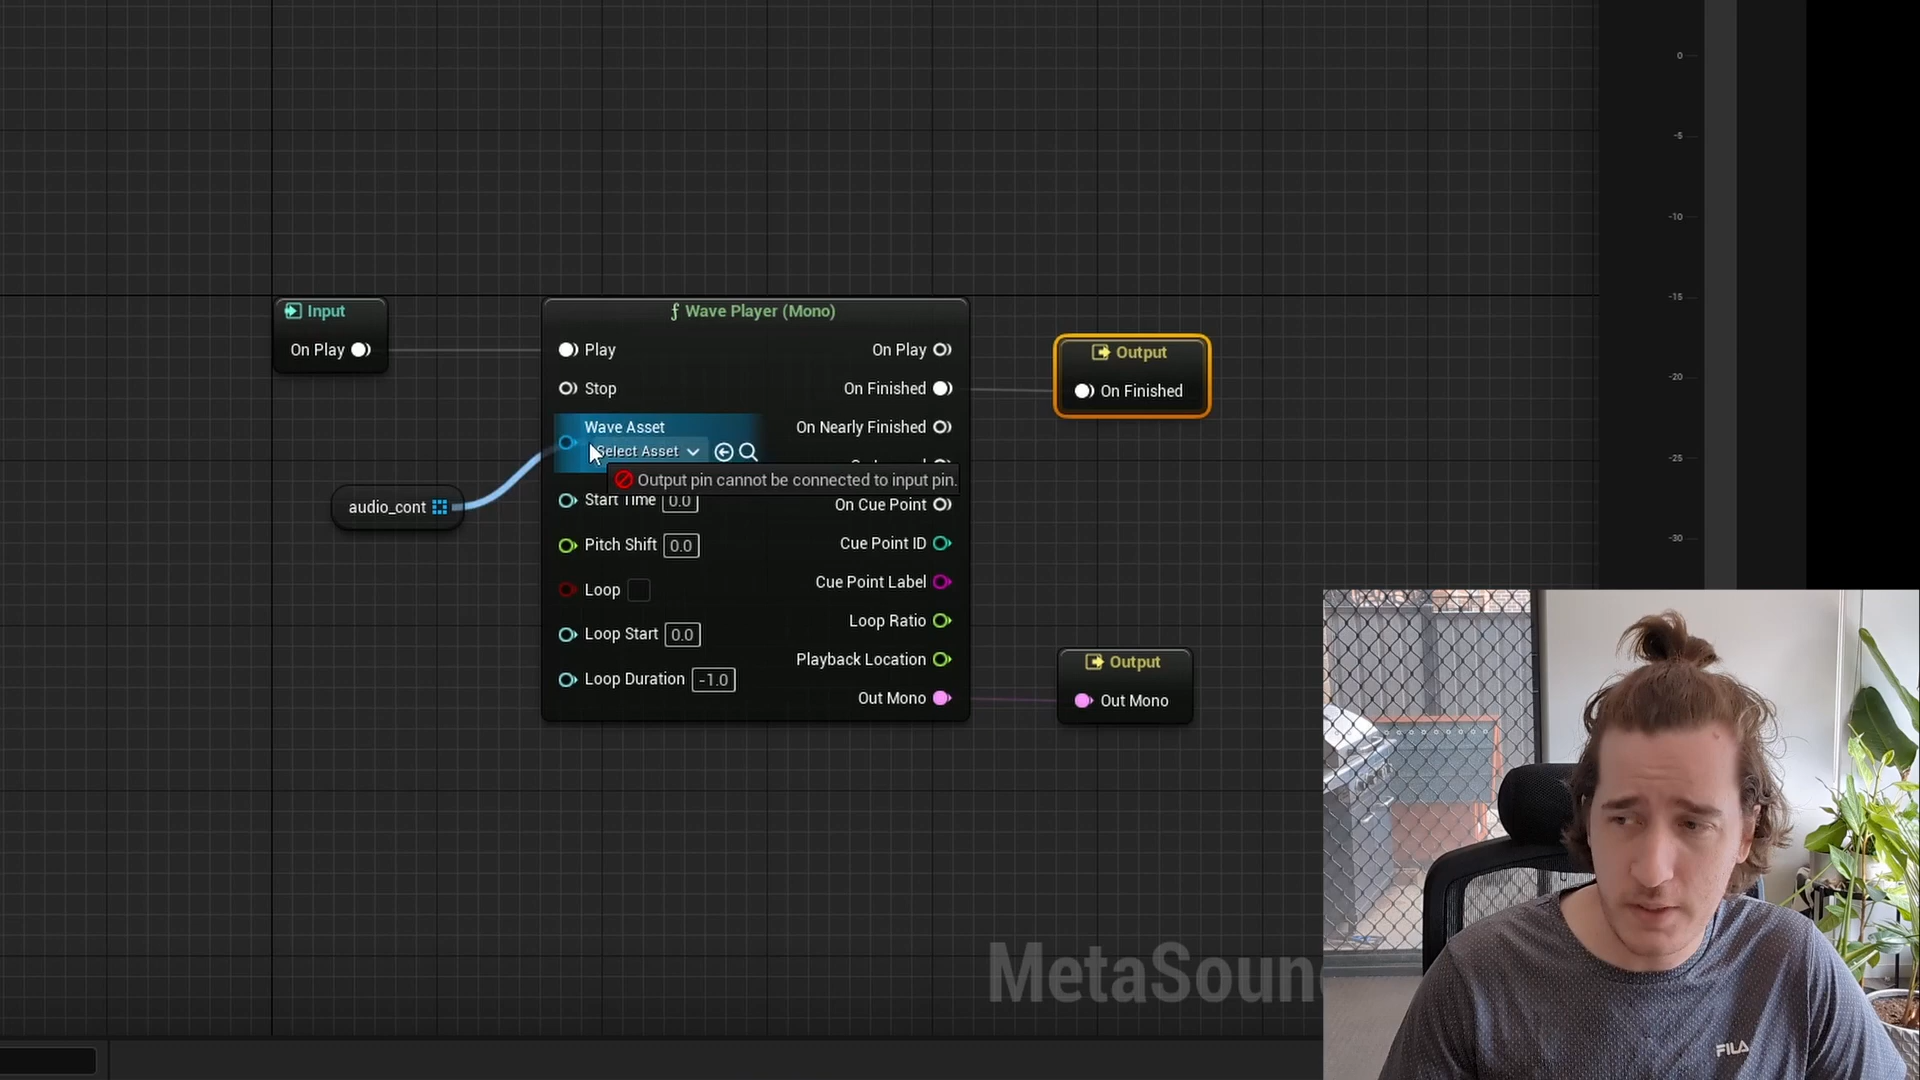 0
-5
-10
-15
-20
-25
-30
Input
On Play
Wave Player (Mono)
Play
On Play
Stop
On Finished
Wave Asset
Select Asset
On Nearly Finished
Output pin cannot be connected to input pin.
Start Time 0.0
On Cue Point
Pitch Shift 0.0
Cue Point ID
Loop
Cue Point Label
Loop Start 0.0
Loop Ratio
Loop Duration -1.0
Playback Location
Out Mono
audio_cont
Output
On Finished
Output
Out Mono
MetaSoun
FILA